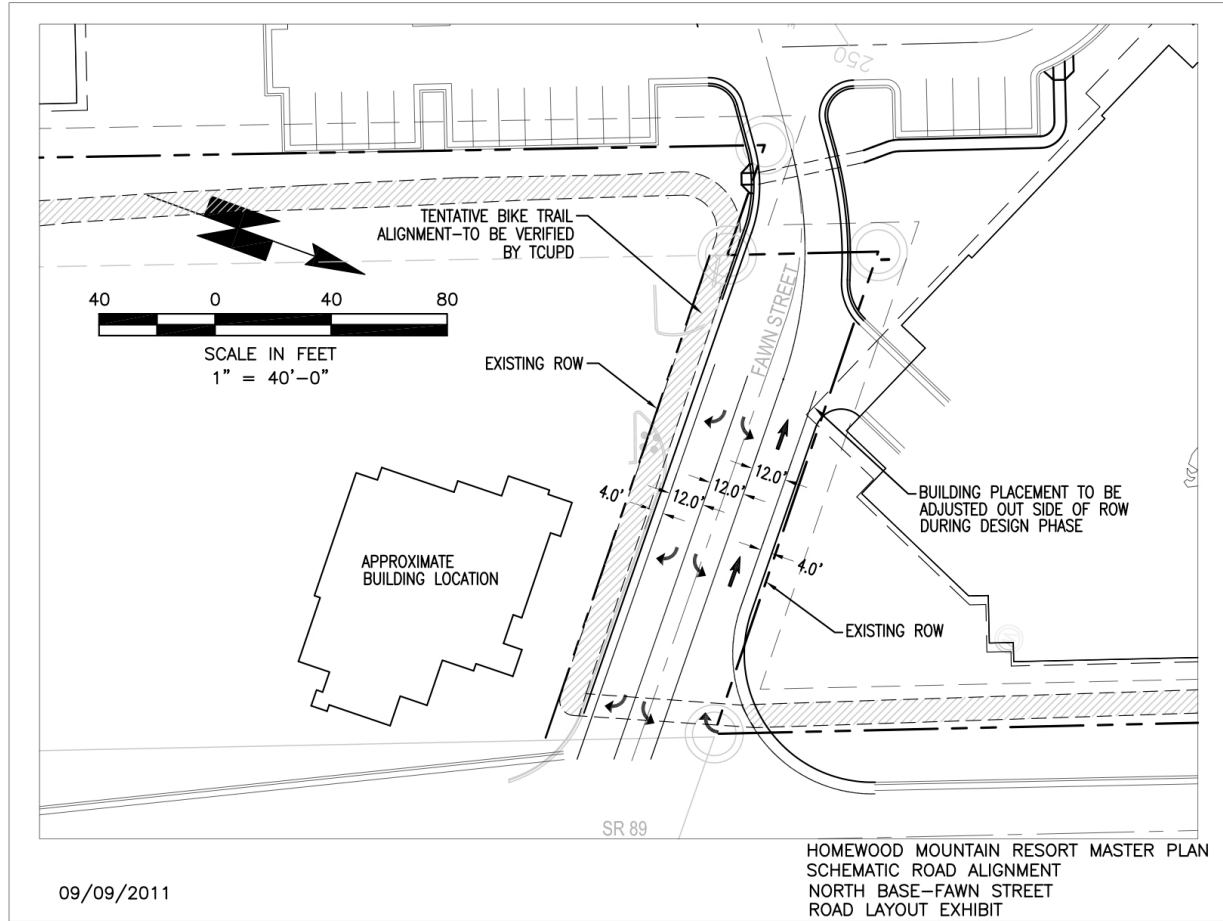 250
TENTATIVE BIKE TRAIL
ALIGNMENT-TO BE VERIFIED
BY TCUPD
40 0 40 80
SCALE IN FEET
1" = 40'-0"
FAWN STREET
EXISTING ROW
4.0' 12.0' 12.0' 12.0'
BUILDING PLACEMENT TO BE
ADJUSTED OUT SIDE OF ROW
DURING DESIGN PHASE
APPROXIMATE
BUILDING LOCATION
4.0'
EXISTING ROW
SR 89
HOMEWOOD MOUNTAIN RESORT MASTER PLAN
SCHEMATIC ROAD ALIGNMENT
NORTH BASE-FAWN STREET
ROAD LAYOUT EXHIBIT
09/09/2011